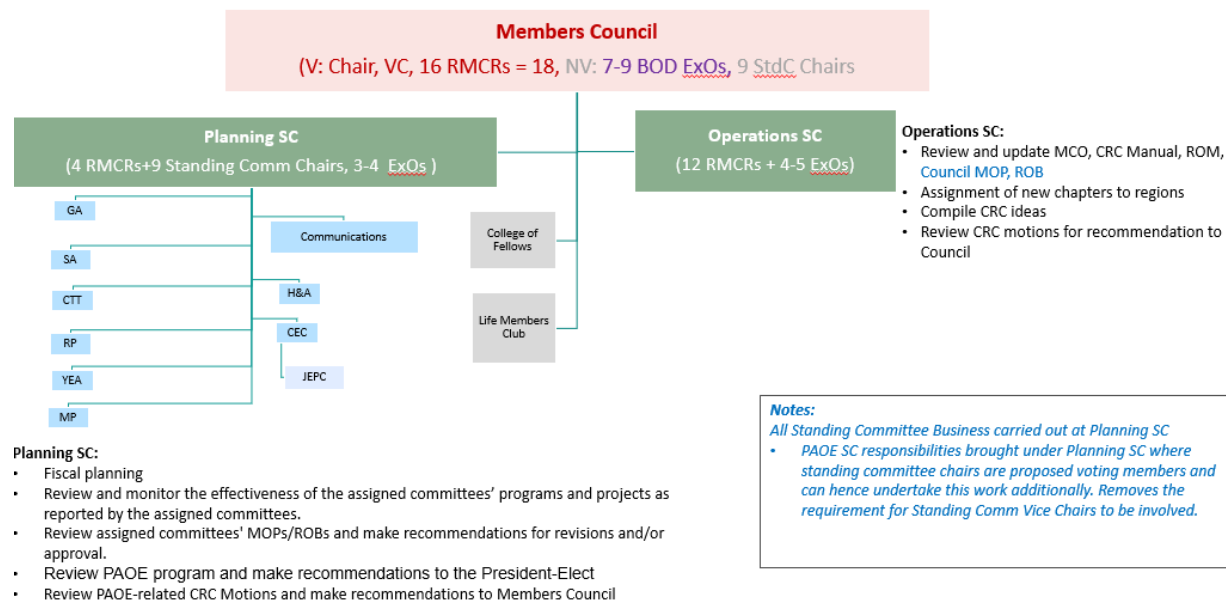 Members Council
(V: Chair, VC, 16 RMCRs = 18, NV: 7-9 BOD ExOs, 9 StdC Chairs
Planning SC
(4 RMCRs+9 Standing Comm Chairs, 3-4 ExOs )
Operations SC
(12 RMCRs + 4-5 ExOs)
Operations SC:
• Review and update MCO, CRC Manual, ROM,
Council MOP, ROB
• Assignment of new chapters to regions
• Compile CRC ideas
• Review CRC motions for recommendation to
Council
GA
Communications
SA
CTT
H&A
RP
CEC
YEA
JEPC
MP
College of
Fellows
Life Members
Club
Planning SC:
• Fiscal planning
• Review and monitor the effectiveness of the assigned committees’ programs and projects as
reported by the assigned committees.
• Review assigned committees' MOPs/ROBs and make recommendations for revisions and/or
approval.
• Review PAOE program and make recommendations to the President-Elect
• Review PAOE-related CRC Motions and make recommendations to Members Council
Notes:
All Standing Committee Business carried out at Planning SC
• PAOE SC responsibilities brought under Planning SC where
standing committee chairs are proposed voting members and
can hence undertake this work additionally. Removes the
requirement for Standing Comm Vice Chairs to be involved.